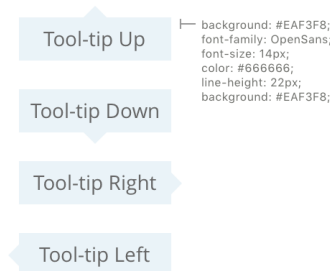 Tool-tip Up
background: #EAF3F8;
font-family: OpenSans;
font-size: 14px;
color: #666666;
line-height: 22px;
background: #EAF3F8;
Tool-tip Down
Tool-tip Right
Tool-tip Left